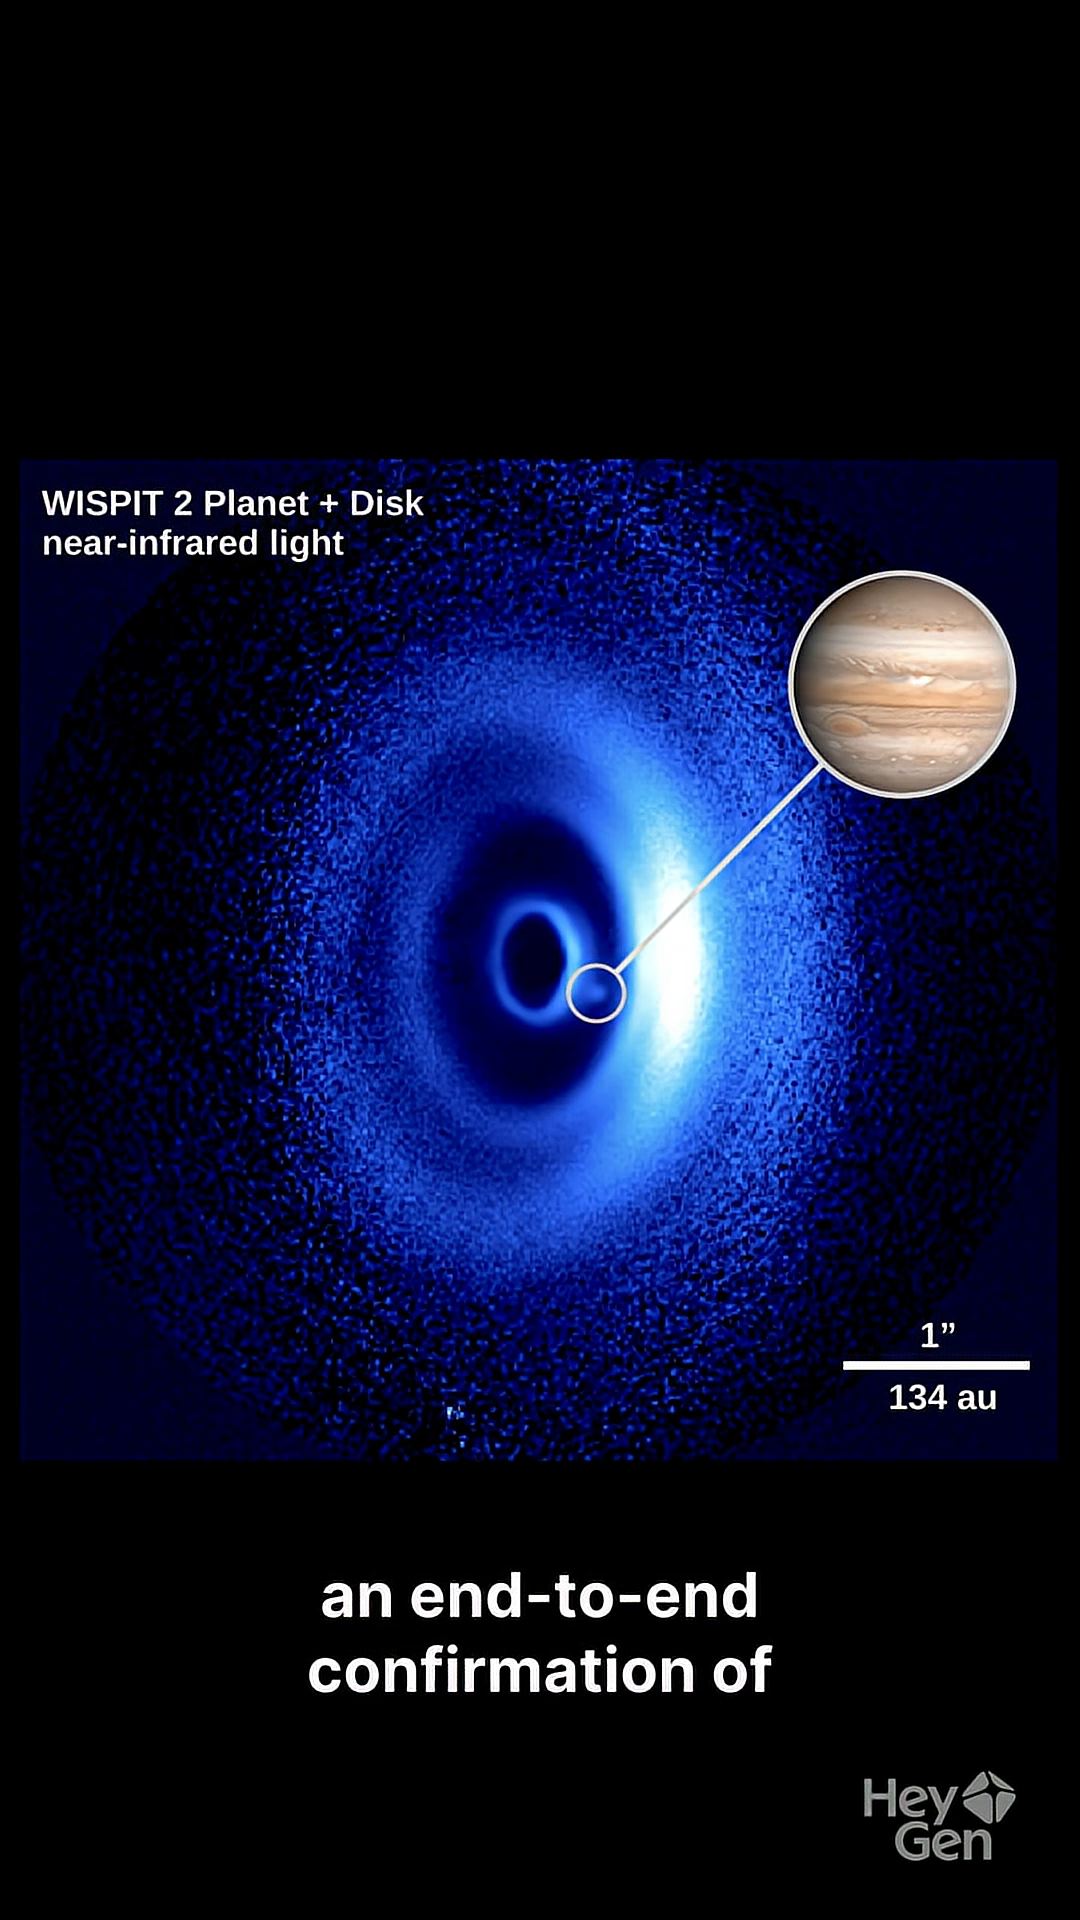 WISPIT 2 Planet + Disk
near-infrared light
1”
134 au
an end-to-end
confirmation of
Hey
Gen